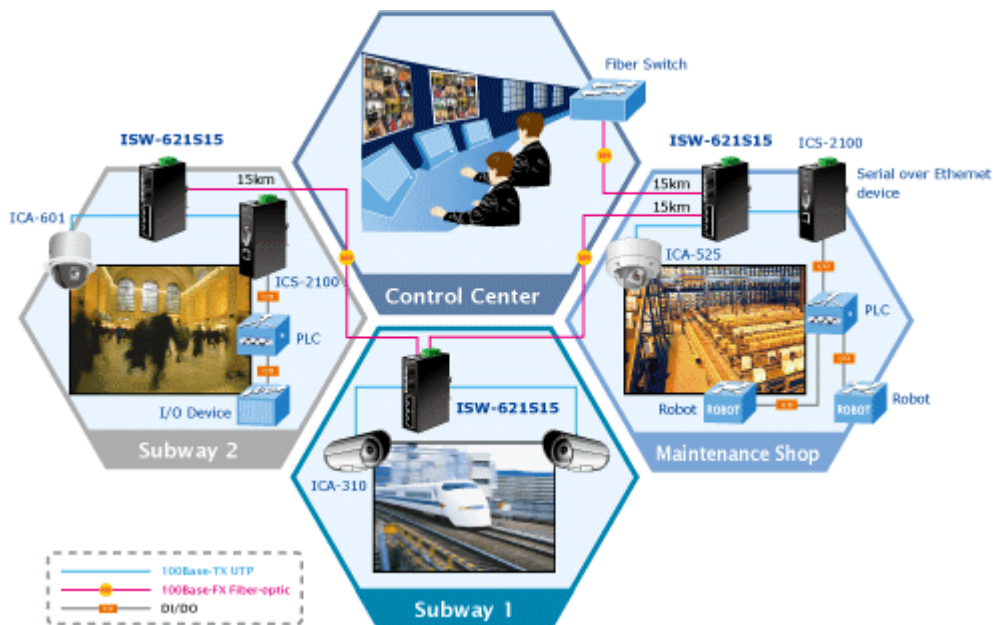 Fiber Switch
ISW-621S15
15km
ICA-601
ICS-2100
PLC
I/O Device
Subway 2
Control Center
ISW-621S15
ICS-2100
Serial over Ethernet
device
15km
15km
ICA-525
PLC
Robot
ROBOT
ROBOT
Robot
Maintenance Shop
ISW-621S15
ICA-310
Subway 1
100Base-TX UTP
100Base-FX Fiber-optic
DI/DO